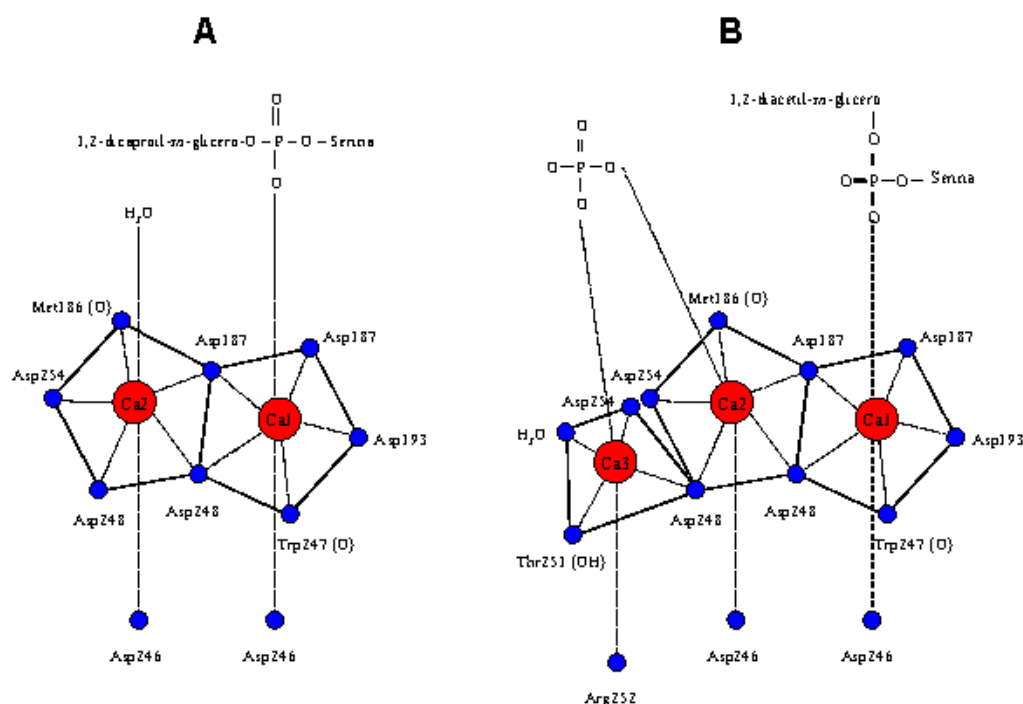 A
B
O
1,2-dicaproil-sn-glicero-O–P–O–Serina
O
H₂O
Met186 (O)
Asp187
Asp187
Asp254
Ca2
Ca1
Asp193
Asp248
Asp248
Trp247 (O)
Asp246
Asp246
1,2-diacetil-sn-glicero
O
O
O–P–O
O
O=P–O–Serina
O
Met186 (O)
Asp187
Asp187
Asp254
Asp254
Ca2
Ca1
H₂O
Asp193
Ca3
Asp248
Asp248
Thr251 (OH)
Trp247 (O)
Asp246
Asp246
Arg252